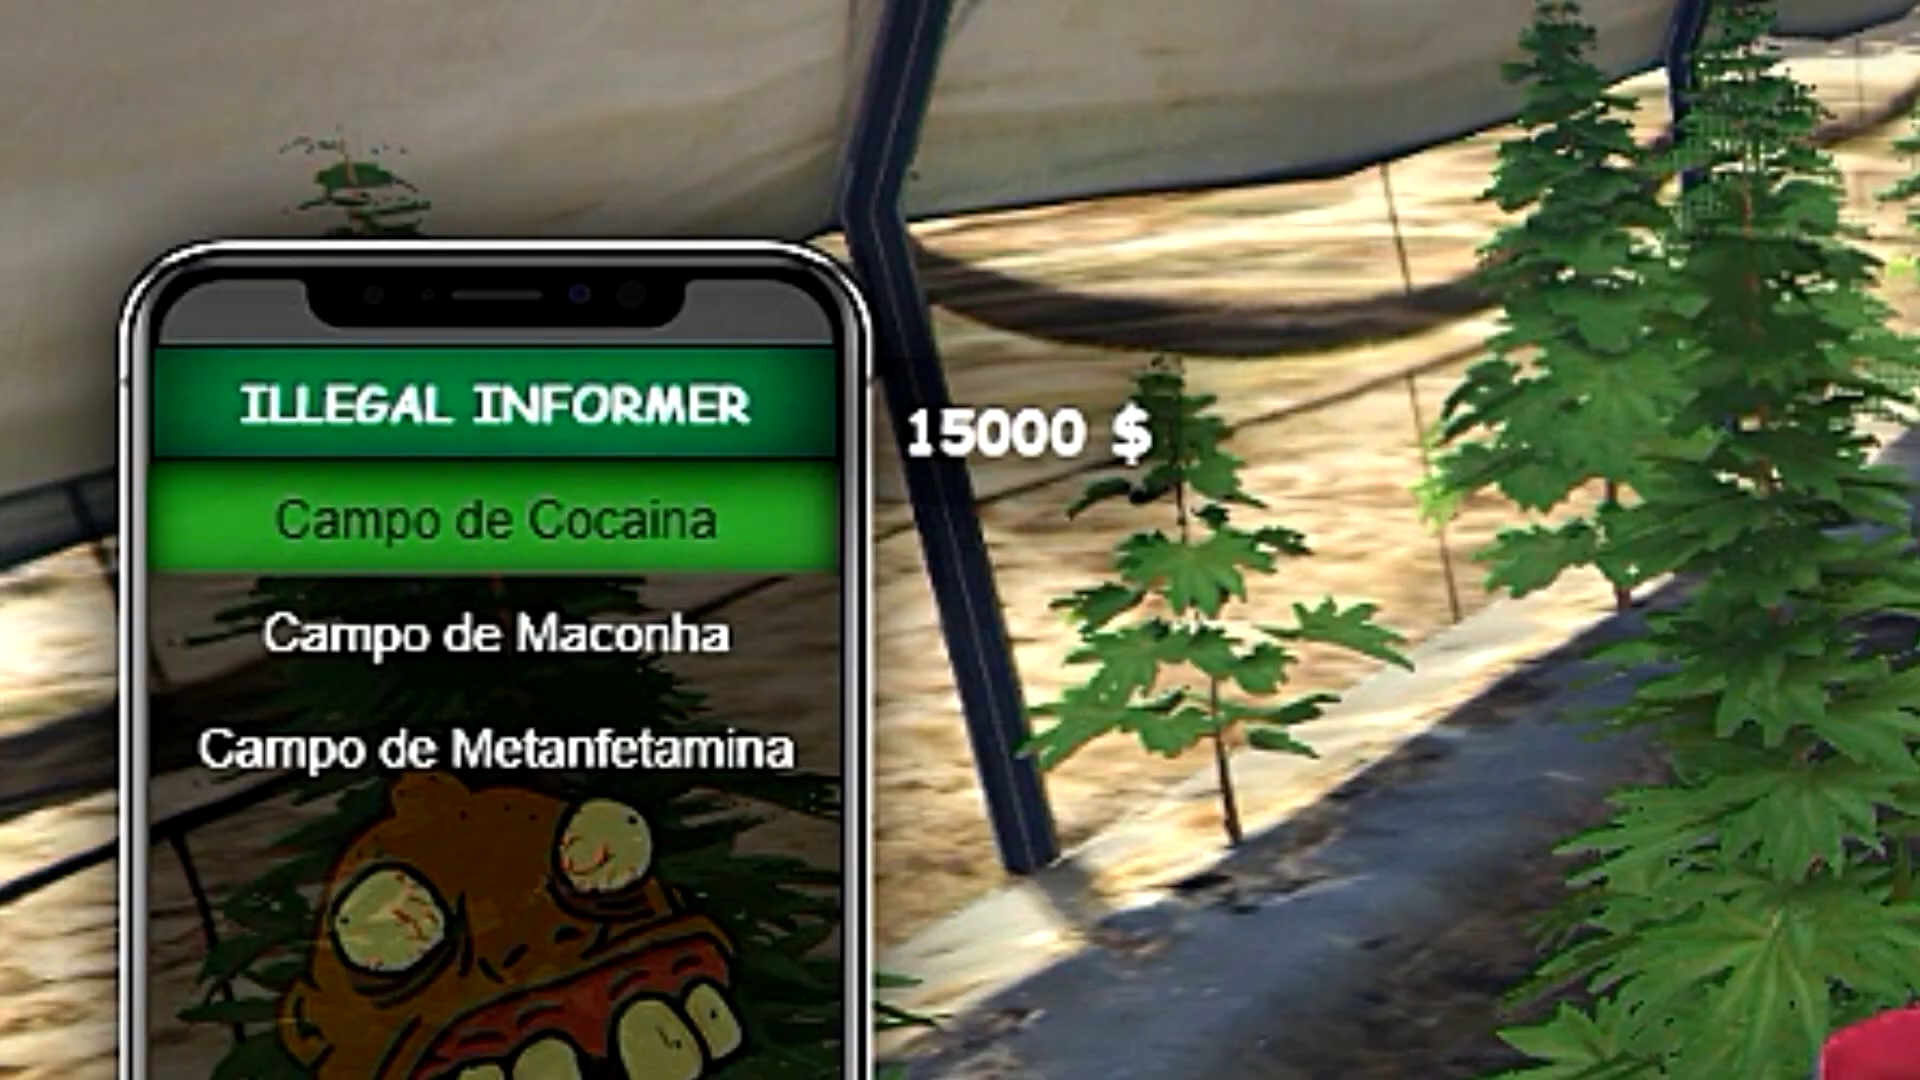 ILLEGAL INFORMER
15000 $
Campo de Cocaina
Campo de Maconha
Campo de Metanfetamina